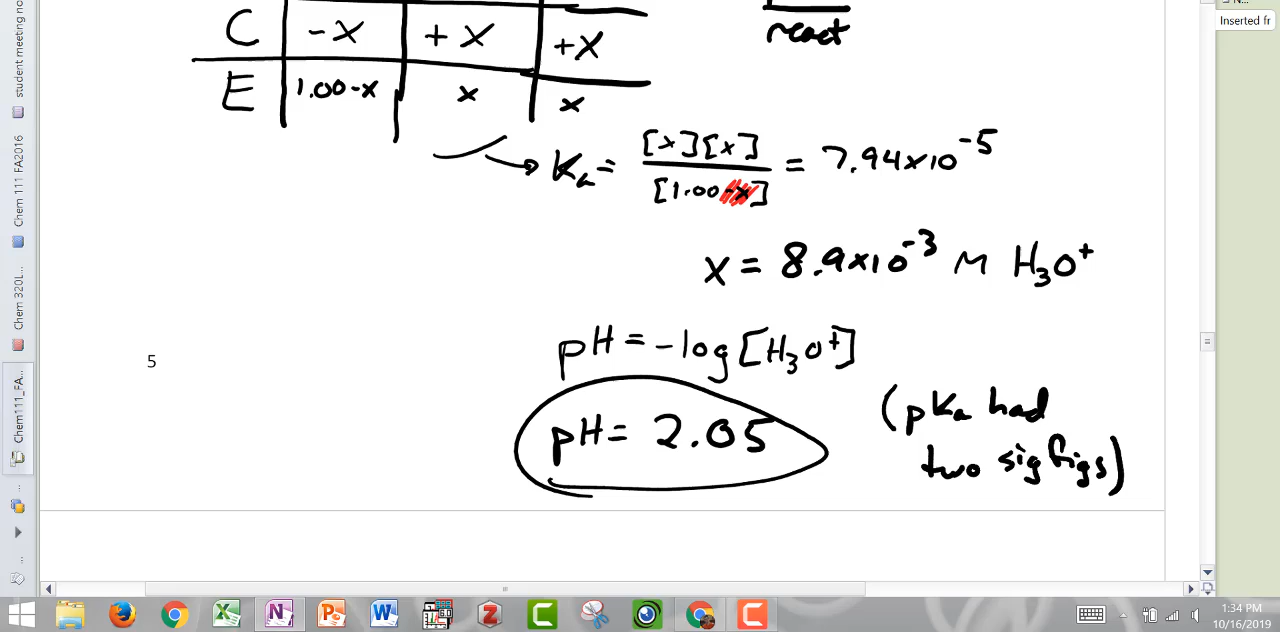 N...
Inserted fr
student meeting no
Chem 111 FA2016
Chem 320L
Chem111_FA...
C -x +x +x
react
E 1.00-x x x
Ka = [x][x] / [1.00-x] = 7.94x10^-5
x = 8.9x10^-3 M H3O+
pH = -log [H3O+]
5
pH = 2.05
(pKa had
two sig figs)
1:34 PM
10/16/2019